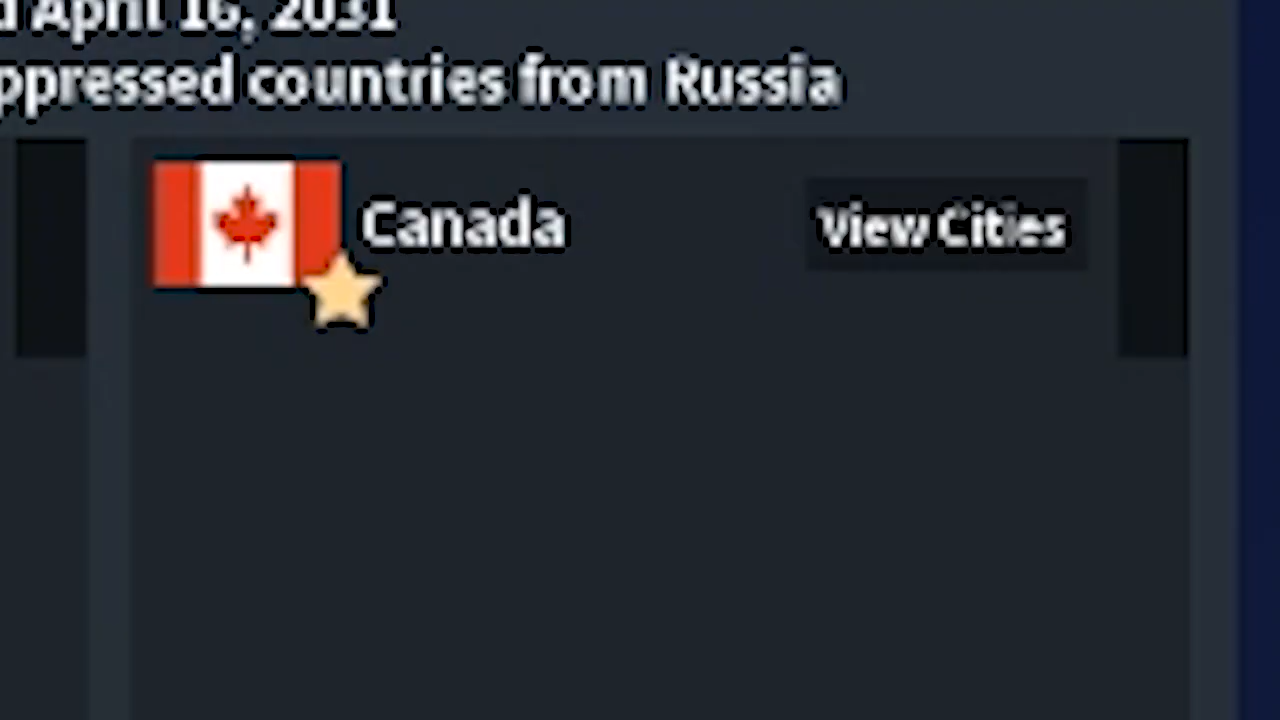 April 16, 2031
ppressed countries from Russia
Canada
View Cities